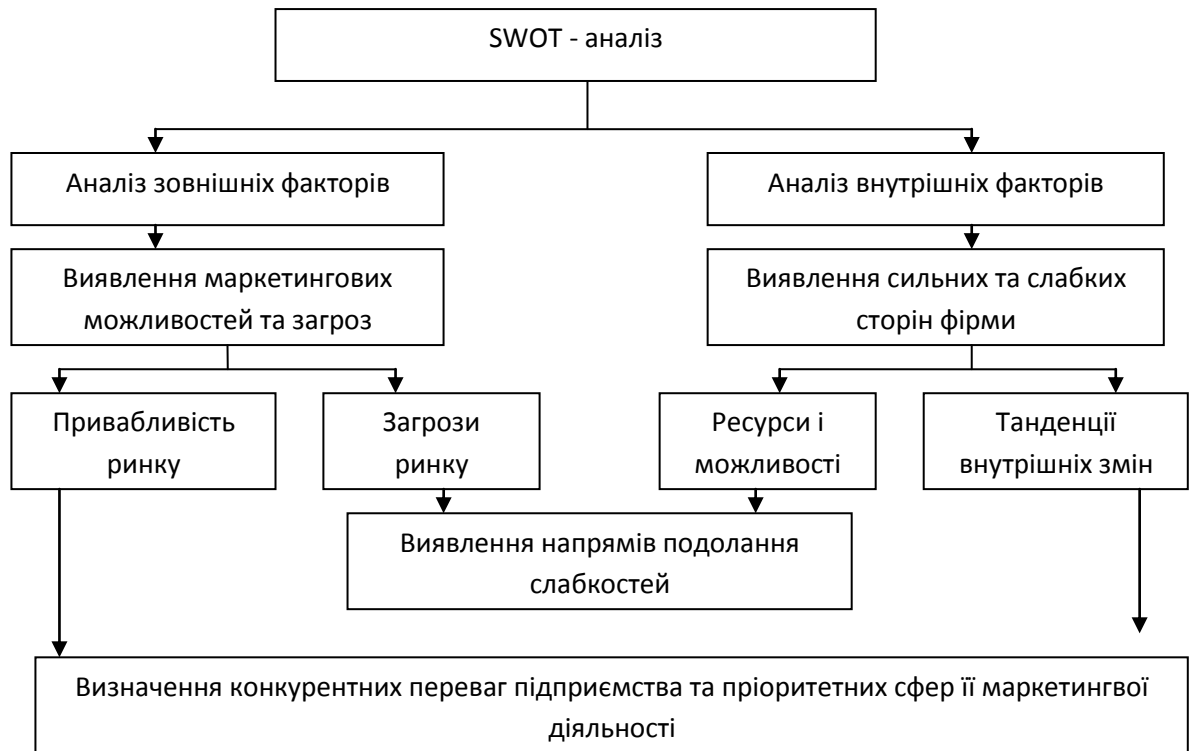 SWOT - аналіз
Аналіз зовнішніх факторів
Аналіз внутрішніх факторів
Виявлення маркетингових
можливостей та загроз
Виявлення сильних та слабких
сторін фірми
Привабливість
ринку
Загрози
ринку
Ресурси і
можливості
Танденції
внутрішніх змін
Виявлення напрямів подолання
слабкостей
Визначення конкурентних переваг підприємства та пріоритетних сфер її маркетингвої
діяльності